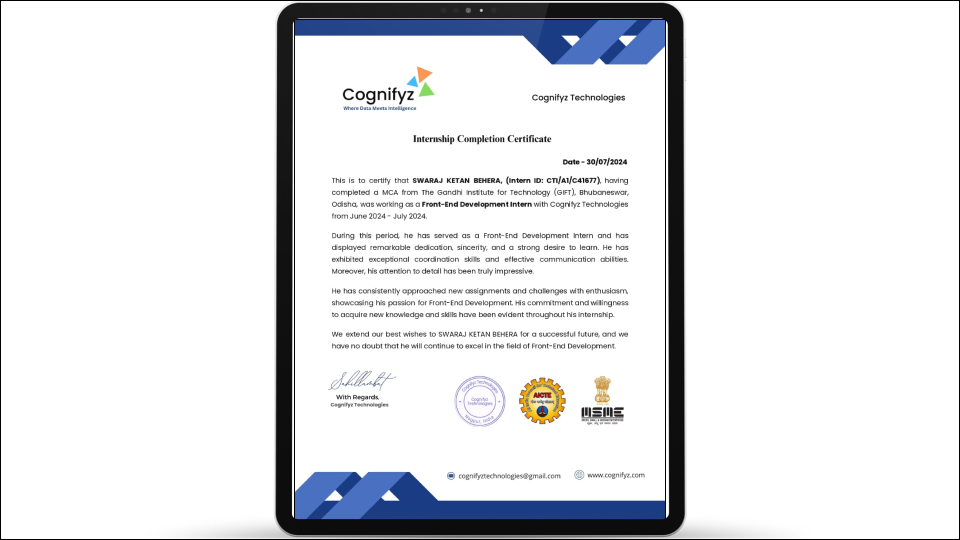 Cognifyz
Where Data Meets Intelligence
Cognifyz Technologies
Internship Completion Certificate
Date - 30/07/2024
This is to certify that SWARAJ KETAN BEHERA, (Intern ID: CTI/A1/C41677), having
completed a MCA from The Gandhi Institute for Technology (GIFT), Bhubaneswar,
Odisha, was working as a Front-End Development Intern with Cognifyz Technologies
from June 2024 - July 2024.
During this period, he has served as a Front-End Development Intern and has
displayed remarkable dedication, sincerity, and a strong desire to learn. He has
exhibited exceptional coordination skills and effective communication abilities.
Moreover, his attention to detail has been truly impressive.
He has consistently approached new assignments and challenges with enthusiasm,
showcasing his passion for Front-End Development. His commitment and willingness
to acquire new knowledge and skills have been evident throughout his internship.
We extend our best wishes to SWARAJ KETAN BEHERA for a successful future, and we
have no doubt that he will continue to excel in the field of Front-End Development.
With Regards,
Cognifyz Technologies
Cognifyz Technologies
Cognifyz
Technologies
Nagpur, India
AICTE
MSME
cognifyztechnologies@gmail.com
www.cognifyz.com